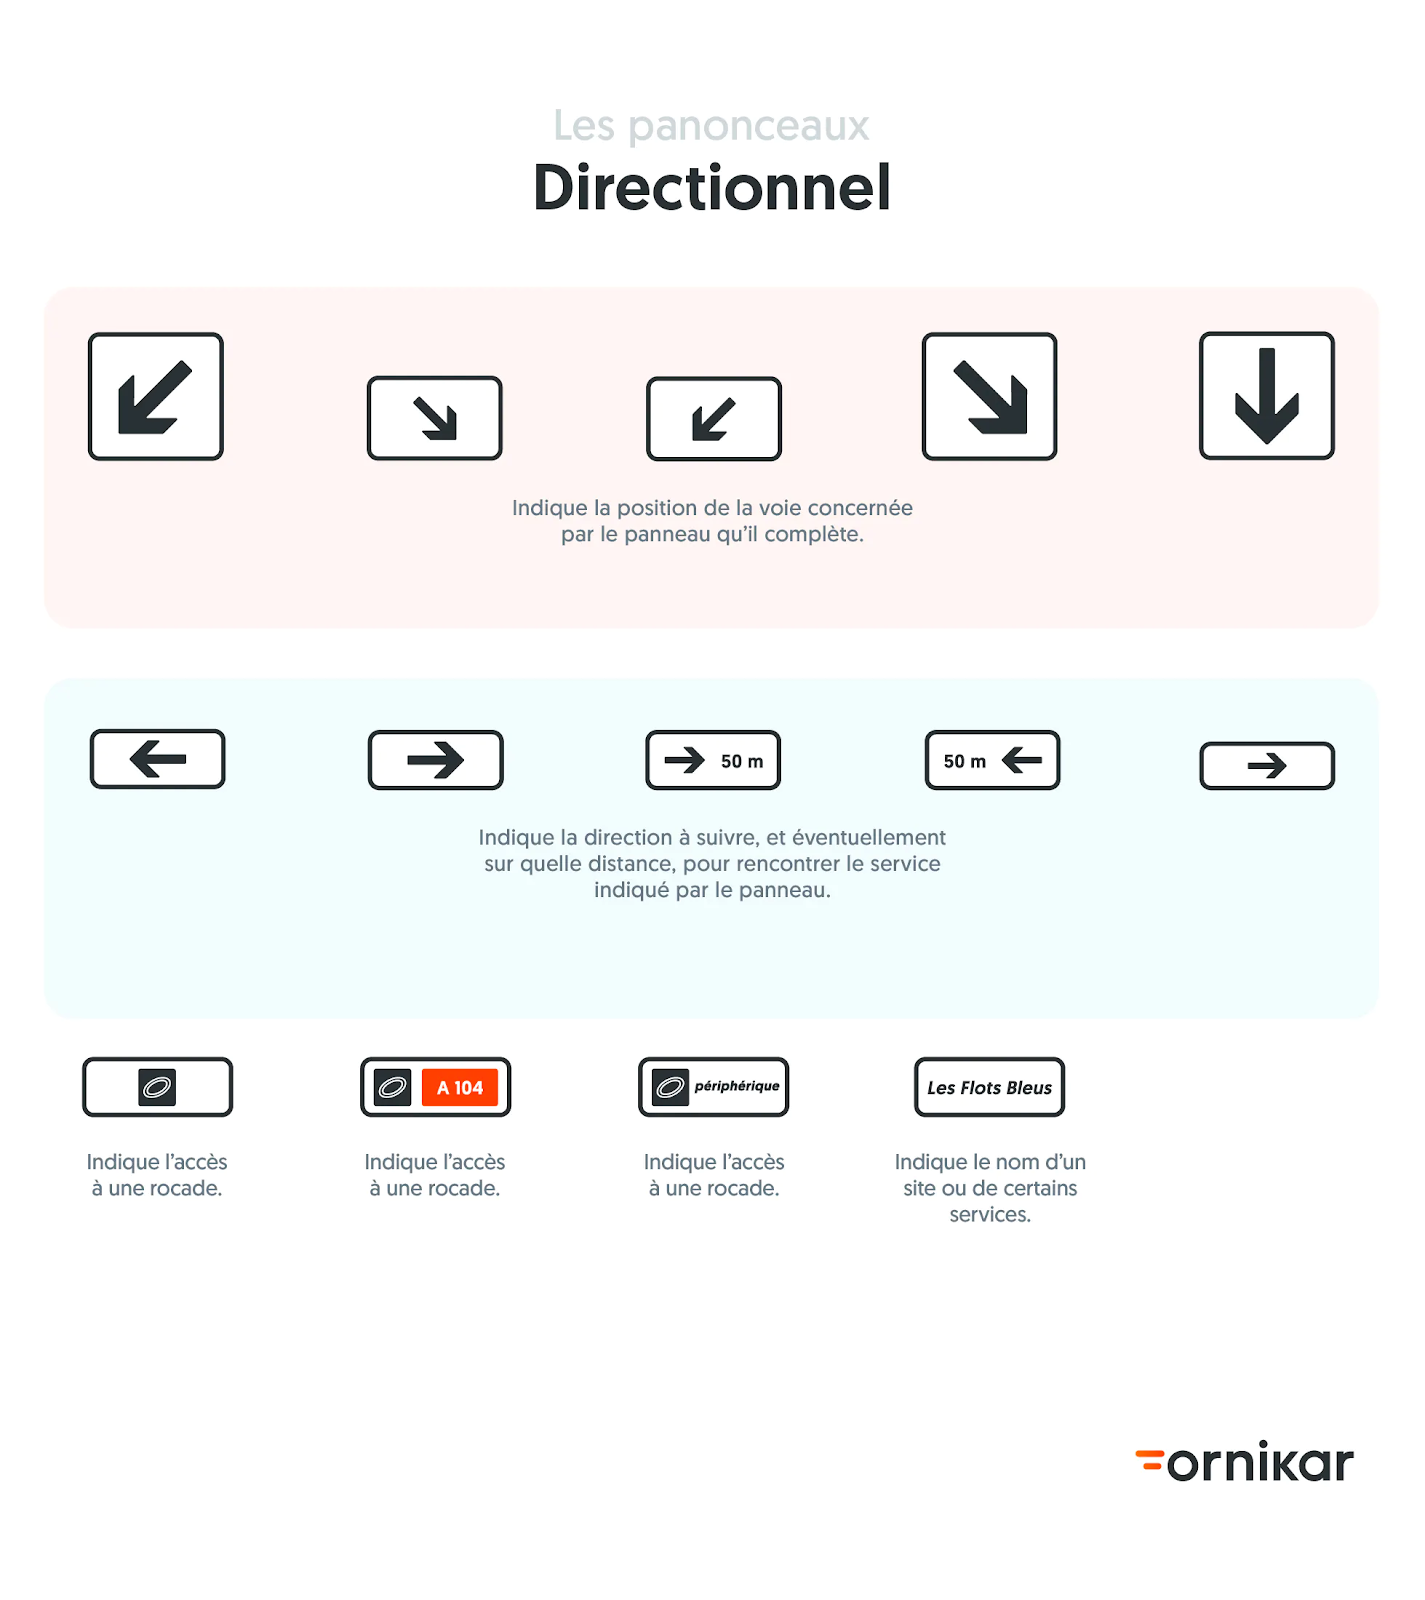 Les panonceaux
Directionnel
Indique la position de la voie concernée
par le panneau qu'il complète.
50 m
50 m
Indique la direction à suivre, et éventuellement
sur quelle distance, pour rencontrer le service
indiqué par le panneau.
A 104
périphérique
Les Flots Bleus
Indique l'accès
à une rocade.
Indique l'accès
à une rocade.
Indique l'accès
à une rocade.
Indique le nom d'un
site ou de certains
services.
ornikar